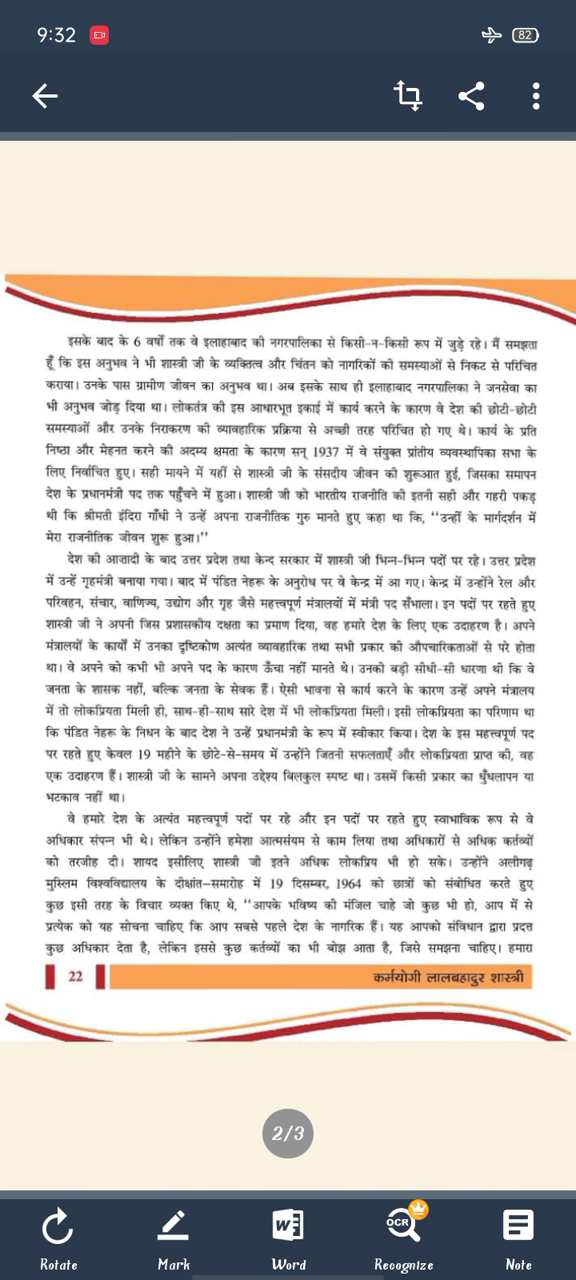 9:32
82
इसके बाद के 6 वर्षों तक वे इलाहाबाद की नगरपालिका से किसी-न-किसी रूप में जुड़े रहे। मैं समझता
हूँ कि इस अनुभव ने भी शास्त्री जी के व्यक्तित्व और चिंतन को नागरिकों की समस्याओं से निकट से परिचित
कराया। उनके पास ग्रामीण जीवन का अनुभव था। अब इसके साथ ही इलाहाबाद नगरपालिका ने जनसेवा का
भी अनुभव जोड़ दिया था। लोकतंत्र की इस आधारभूत इकाई में कार्य करने के कारण वे देश की छोटी-छोटी
समस्याओं और उनके निराकरण की व्यावहारिक प्रक्रिया से अच्छी तरह परिचित हो गए थे। कार्य के प्रति
निष्ठा और मेहनत करने की अदम्य क्षमता के कारण सन् 1937 में वे संयुक्त प्रांतीय व्यवस्थापिका सभा के
लिए निर्वाचित हुए। सही मायने में यहीं से शास्त्री जी के संसदीय जीवन की शुरूआत हुई, जिसका समापन
देश के प्रधानमंत्री पद तक पहुँचने में हुआ। शास्त्री जी को भारतीय राजनीति की इतनी सही और गहरी पकड़
थी कि श्रीमती इंदिरा गाँधी ने उन्हें अपना राजनीतिक गुरु मानते हुए कहा था कि, ''उन्हीं के मार्गदर्शन में
मेरा राजनीतिक जीवन शुरू हुआ।''
देश की आज़ादी के बाद उत्तर प्रदेश तथा केन्द्र सरकार में शास्त्री जी भिन्न-भिन्न पदों पर रहे। उत्तर प्रदेश
में उन्हें गृहमंत्री बनाया गया। बाद में पंडित नेहरू के अनुरोध पर वे केन्द्र में आ गए। केन्द्र में उन्होंने रेल और
परिवहन, संचार, वाणिज्य, उद्योग और गृह जैसे महत्त्वपूर्ण मंत्रालयों में मंत्री पद सँभाला। इन पदों पर रहते हुए
शास्त्री जी ने अपनी जिस प्रशासकीय दक्षता का प्रमाण दिया, वह हमारे देश के लिए एक उदाहरण है। अपने
मंत्रालयों के कार्यों में उनका दृष्टिकोण अत्यंत व्यावहारिक तथा सभी प्रकार की औपचारिकताओं से परे होता
था। वे अपने को कभी भी अपने पद के कारण ऊँचा नहीं मानते थे। उनकी बड़ी सीधी-सी धारणा थी कि वे
जनता के शासक नहीं, बल्कि जनता के सेवक हैं। ऐसी भावना से कार्य करने के कारण उन्हें अपने मंत्रालय
में तो लोकप्रियता मिली ही, साथ-ही-साथ सारे देश में भी लोकप्रियता मिली। इसी लोकप्रियता का परिणाम था
कि पंडित नेहरू के निधन के बाद देश ने उन्हें प्रधानमंत्री के रूप में स्वीकार किया। देश के इस महत्त्वपूर्ण पद
पर रहते हुए केवल 19 महीने के छोटे-से-समय में उन्होंने जितनी सफलताएँ और लोकप्रियता प्राप्त की, वह
एक उदाहरण हैं। शास्त्री जी के सामने अपना उद्देश्य बिलकुल स्पष्ट था। उसमें किसी प्रकार का धुँधलापन या
भटकाव नहीं था।
वे हमारे देश के अत्यंत महत्त्वपूर्ण पदों पर रहे और इन पदों पर रहते हुए स्वाभाविक रूप से वे
अधिकार संपन्न भी थे। लेकिन उन्होंने हमेशा आत्मसंयम से काम लिया तथा अधिकारों से अधिक कर्तव्यों
को तरजीह दी। शायद इसीलिए शास्त्री जी इतने अधिक लोकप्रिय भी हो सके। उन्होंने अलीगढ़
मुस्लिम विश्वविद्यालय के दीक्षांत-समारोह में 19 दिसम्बर, 1964 को छात्रों को संबोधित करते हुए
कुछ इसी तरह के विचार व्यक्त किए थे, ''आपके भविष्य की मंजिल चाहे जो कुछ भी हो, आप में से
प्रत्येक को यह सोचना चाहिए कि आप सबसे पहले देश के नागरिक हैं। यह आपको संविधान द्वारा प्रदत्त
कुछ अधिकार देता है, लेकिन इससे कुछ कर्तव्यों का भी बोझ आता है, जिसे समझना चाहिए। हमारा
22
कर्मयोगी लालबहादुर शास्त्री
2/3
Rotate
Mark
W
Word
OCR
Recognize
Note